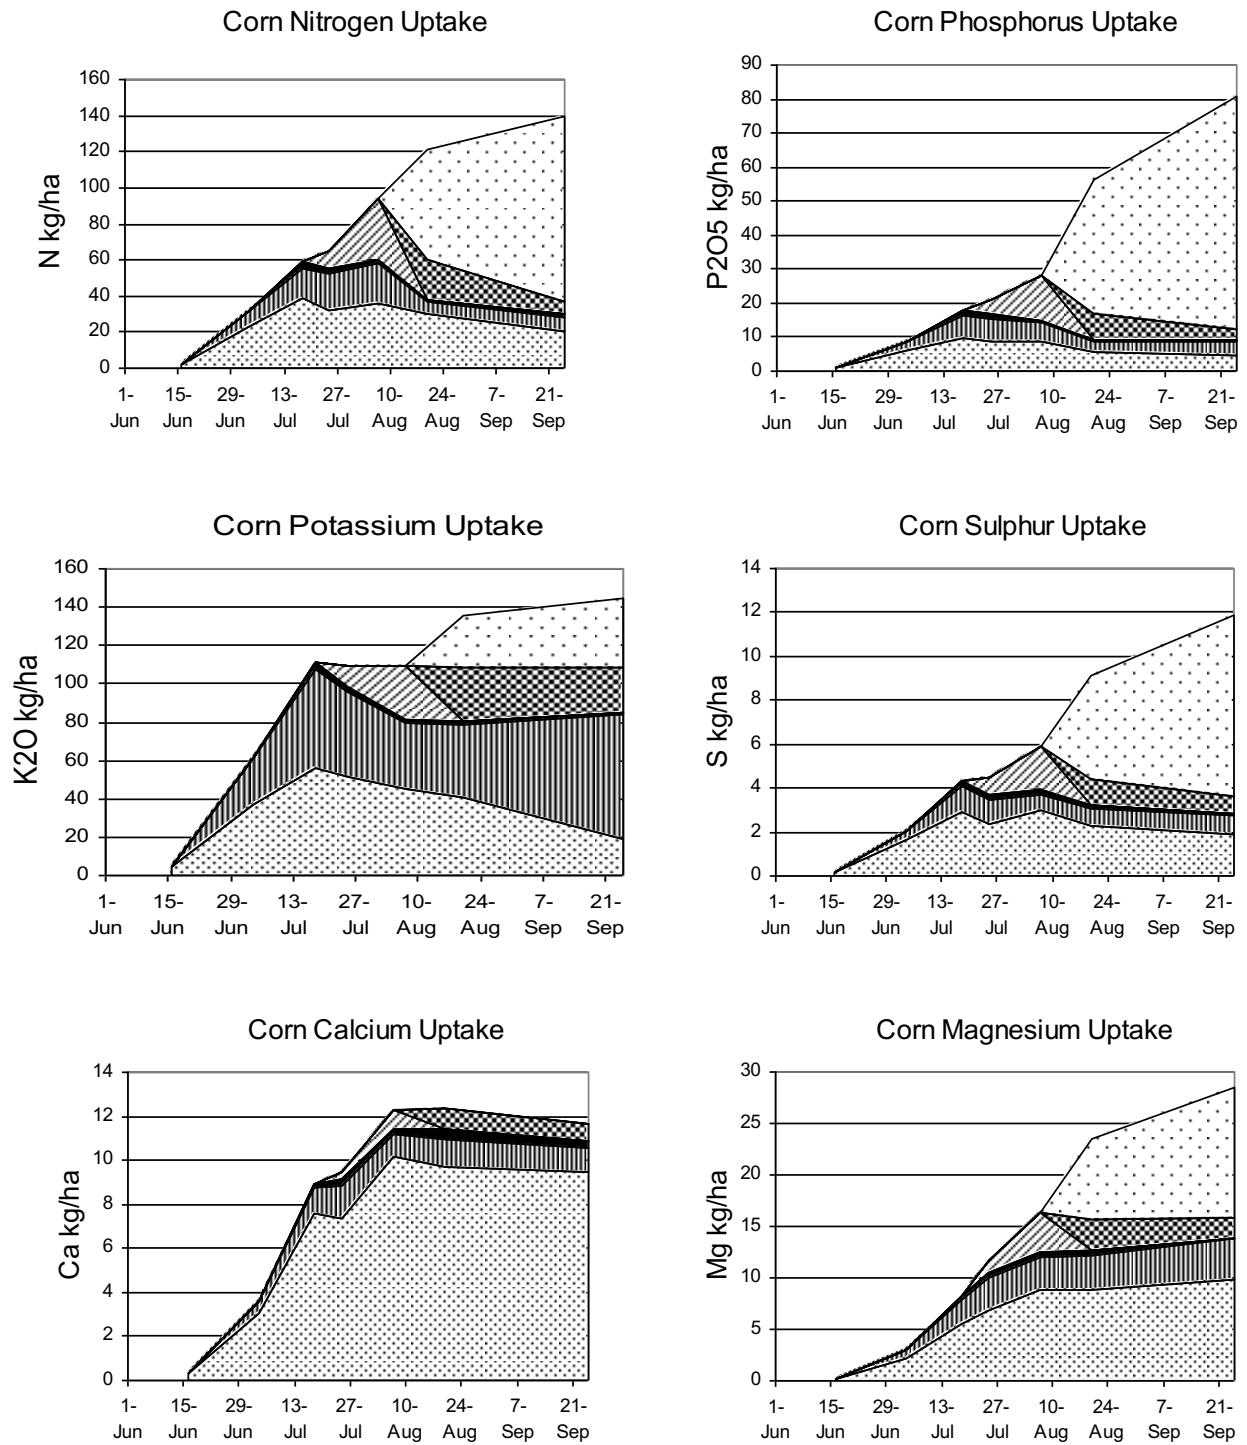 Corn Nitrogen Uptake
N kg/ha
160
140
120
100
80
60
40
20
0
1- 15- 29- 13- 27- 10- 24- 7- 21-
Jun Jun Jun Jul Jul Aug Aug Sep Sep
Corn Phosphorus Uptake
P2O5 kg/ha
90
80
70
60
50
40
30
20
10
0
1- 15- 29- 13- 27- 10- 24- 7- 21-
Jun Jun Jun Jul Jul Aug Aug Sep Sep
Corn Potassium Uptake
K2O kg/ha
160
140
120
100
80
60
40
20
0
1- 15- 29- 13- 27- 10- 24- 7- 21-
Jun Jun Jun Jul Jul Aug Aug Sep Sep
Corn Sulphur Uptake
S kg/ha
14
12
10
8
6
4
2
0
1- 15- 29- 13- 27- 10- 24- 7- 21-
Jun Jun Jun Jul Jul Aug Aug Sep Sep
Corn Calcium Uptake
Ca kg/ha
14
12
10
8
6
4
2
0
1- 15- 29- 13- 27- 10- 24- 7- 21-
Jun Jun Jun Jul Jul Aug Aug Sep Sep
Corn Magnesium Uptake
Mg kg/ha
30
25
20
15
10
5
0
1- 15- 29- 13- 27- 10- 24- 7- 21-
Jun Jun Jun Jul Jul Aug Aug Sep Sep